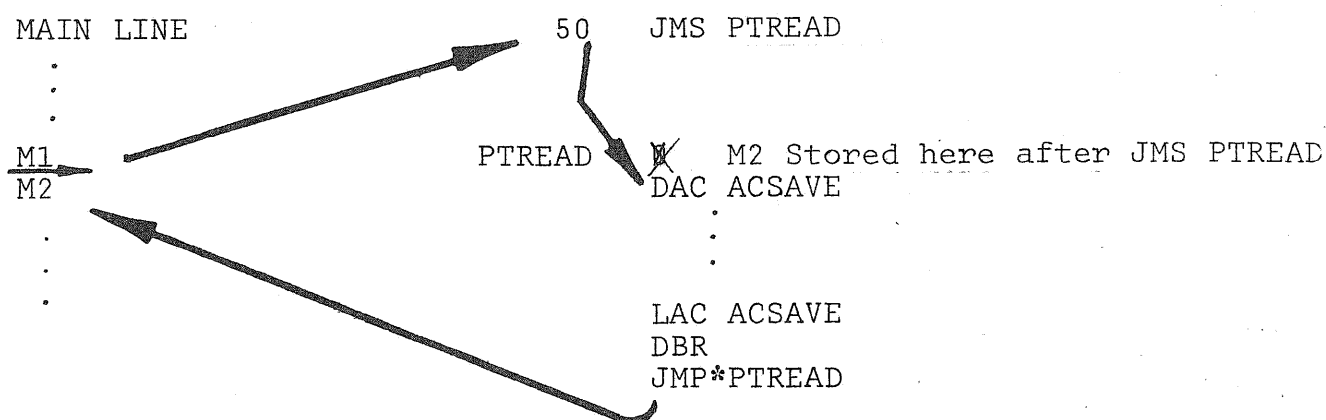 MAIN LINE 50 JMS PTREAD
M1 PTREAD M2 Stored here after JMS PTREAD
M2 DAC ACSAVE
LAC ACSAVE
DBR
JMP*PTREAD